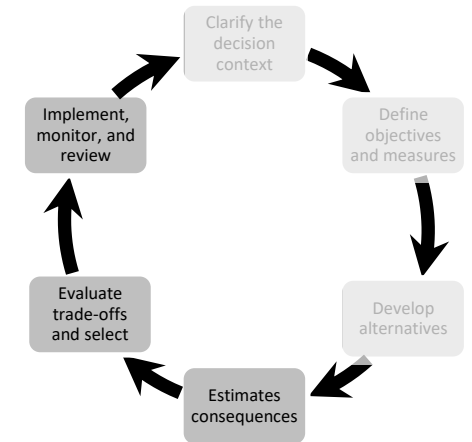 Clarify the
decision
context
Define
objectives
and measures
Develop
alternatives
Estimates
consequences
Evaluate
trade-offs
and select
Implement,
monitor, and
review